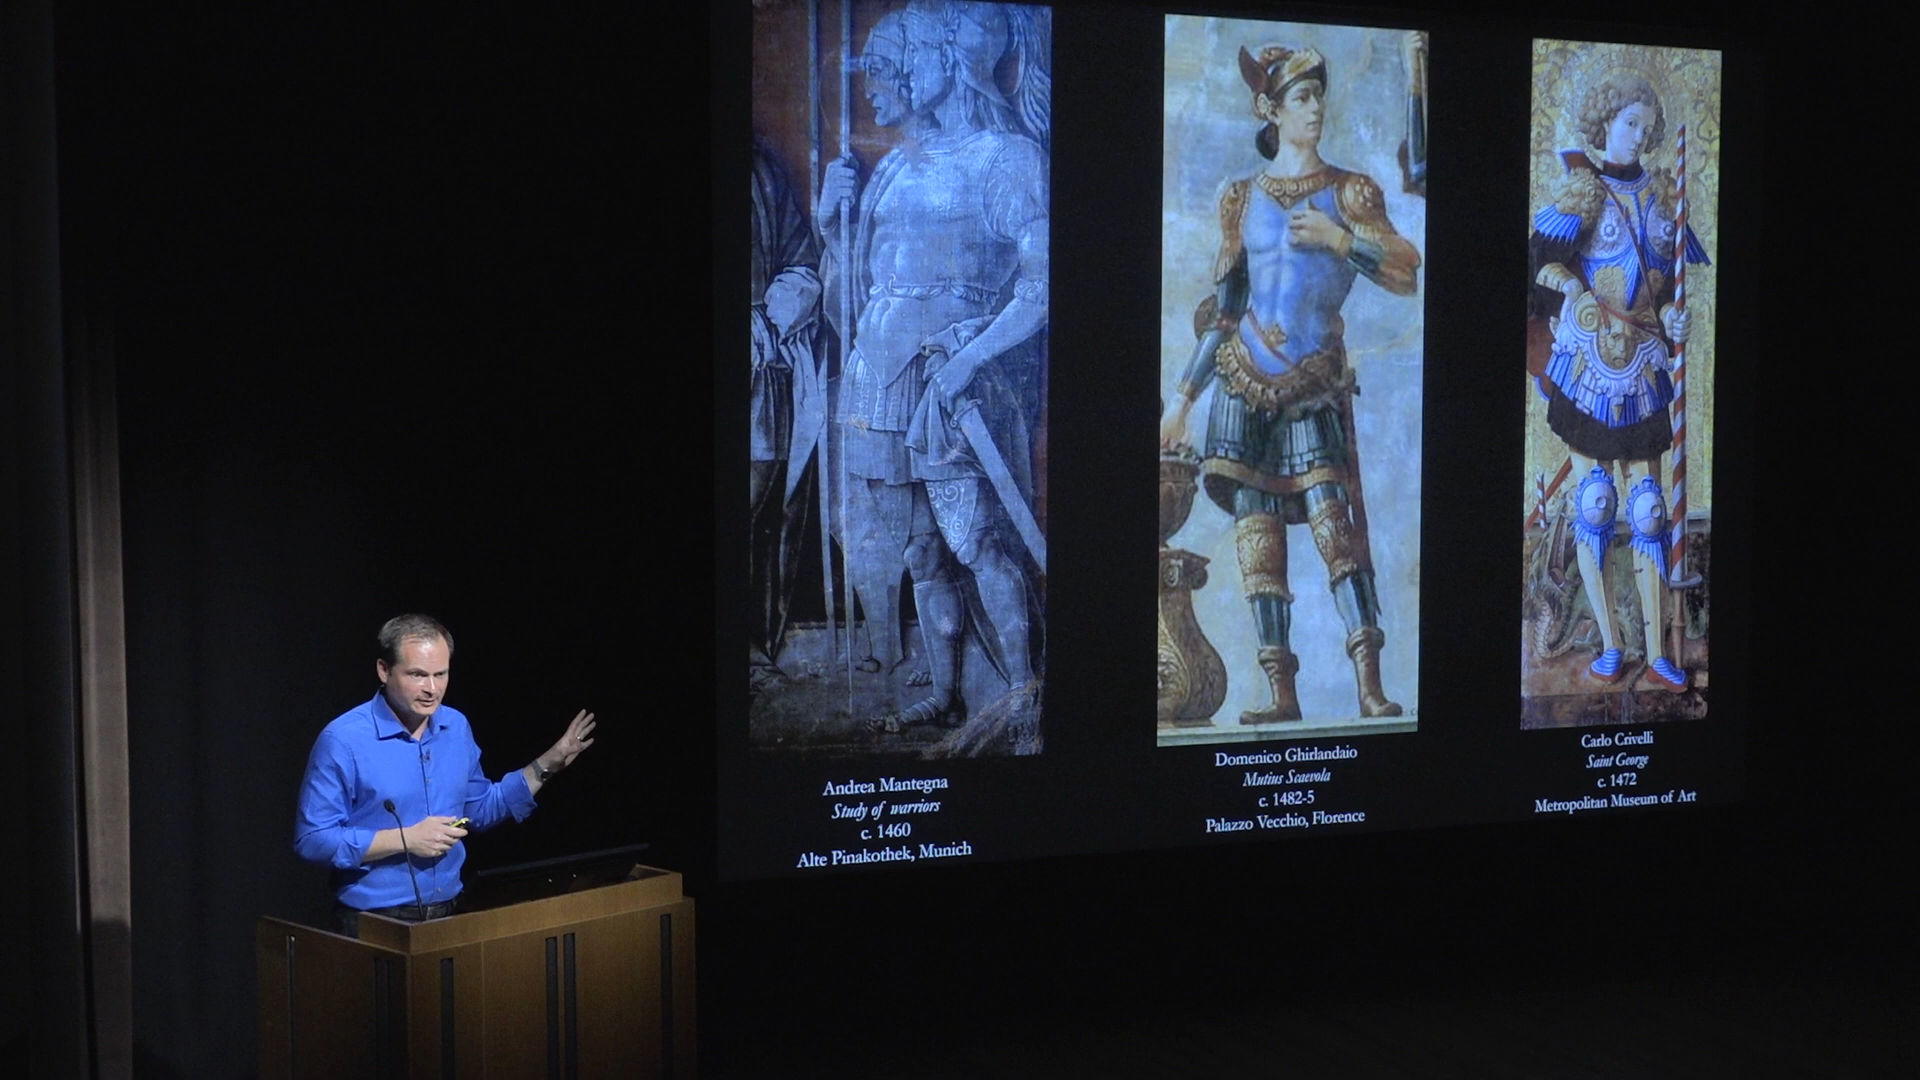 Andrea Mantegna
Study of warriors
c. 1460
Alte Pinakothek, Munich
Domenico Ghirlandaio
Mutius Scaevola
c. 1482-5
Palazzo Vecchio, Florence
Carlo Crivelli
Saint George
c. 1472
Metropolitan Museum of Art